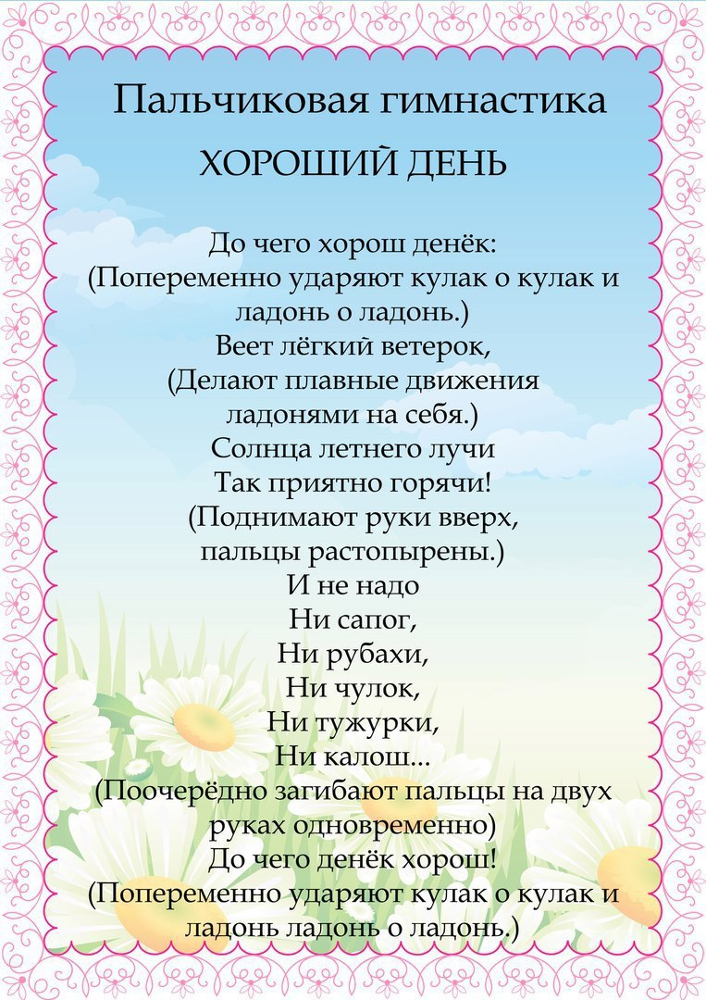 Пальчиковая гимнастика
ХОРОШИЙ ДЕНЬ
До чего хорош денёк:
(Попеременно ударяют кулак о кулак и
ладонь о ладонь.)
Веет лёгкий ветерок,
(Делают плавные движения
ладонями на себя.)
Солнца летнего лучи
Так приятно горячи!
(Поднимают руки вверх,
пальцы растопырены.)
И не надо
Ни сапог,
Ни рубахи,
Ни чулок,
Ни тужурки,
Ни калош...
(Поочерёдно загибают пальцы на двух
руках одновременно)
До чего денёк хорош!
(Попеременно ударяют кулак о кулак и
ладонь ладонь о ладонь.)